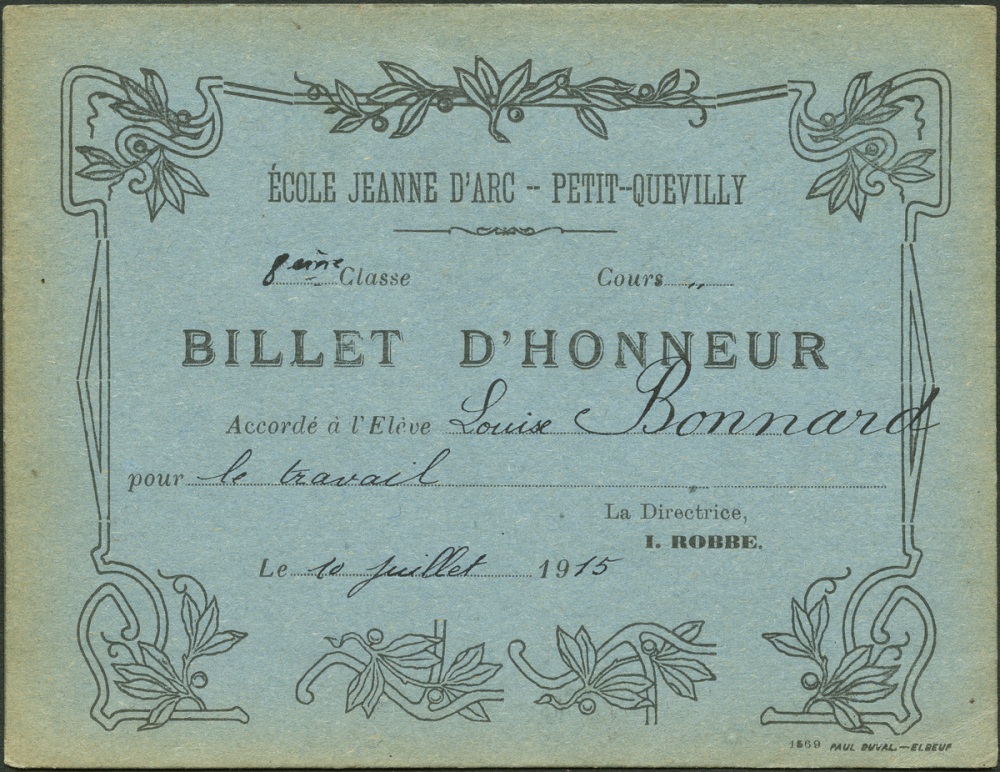 ÉCOLE JEANNE D'ARC -- PETIT--QUEVILLY
8ème Classe Cours „
BILLET D'HONNEUR
Accordé à l'Elève Louise Bonnard
pour le travail
La Directrice,
I. ROBBE.
Le 10 juillet 1915
1569 PAUL DUVAL.—ELBEUF